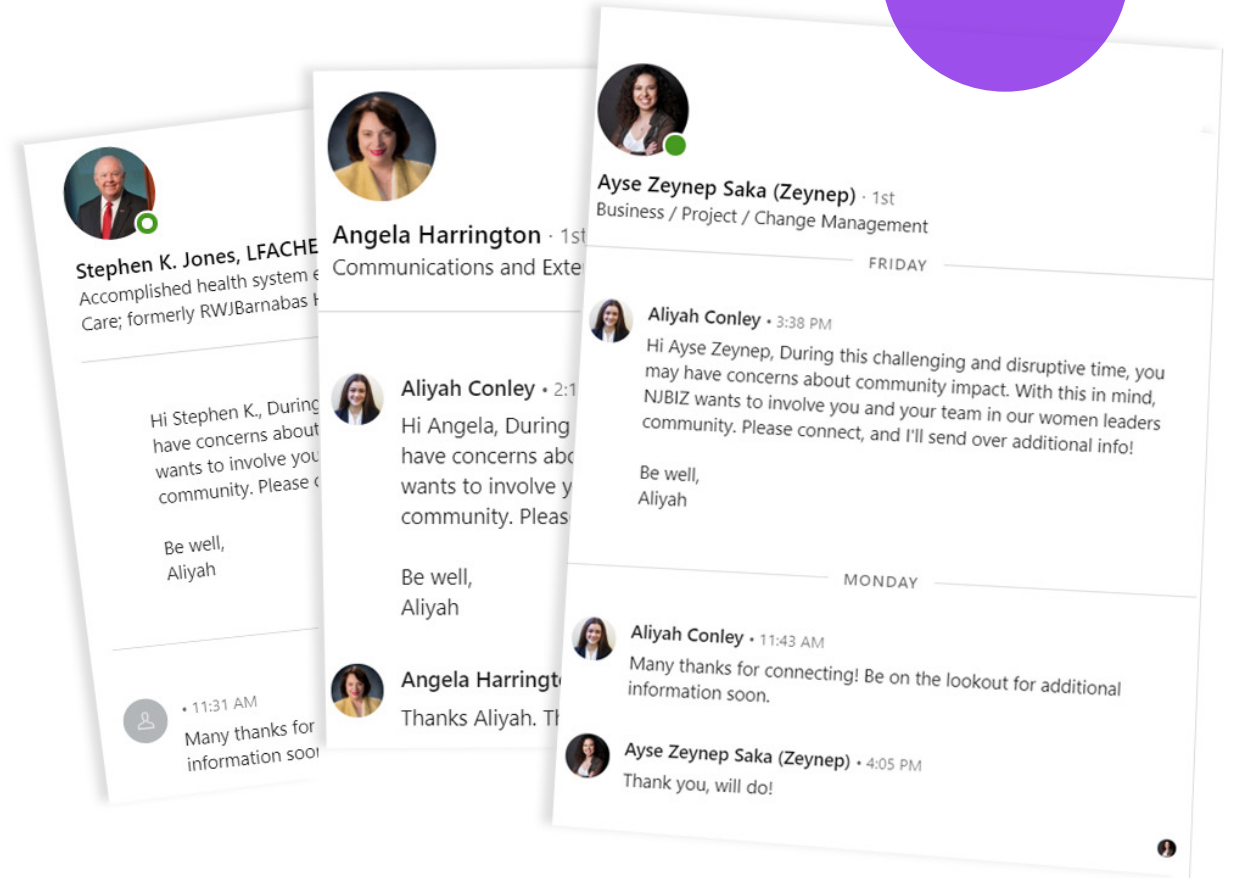 Stephen K. Jones, LFACHE
Accomplished health system
Care; formerly RWJBarnabas
Hi Stephen K., During
have concerns about
wants to involve you
community. Please
Be well,
Aliyah
• 11:31 AM
Many thanks for
information soon
Angela Harrington · 1st
Communications and Exte
Aliyah Conley • 2:1
Hi Angela, During
have concerns abo
wants to involve y
community. Pleas
Be well,
Aliyah
Angela Harringt
Thanks Aliyah. Th
Ayse Zeynep Saka (Zeynep) · 1st
Business / Project / Change Management
FRIDAY
Aliyah Conley • 3:38 PM
Hi Ayse Zeynep, During this challenging and disruptive time, you
may have concerns about community impact. With this in mind,
NJBIZ wants to involve you and your team in our women leaders
community. Please connect, and I'll send over additional info!
Be well,
Aliyah
MONDAY
Aliyah Conley • 11:43 AM
Many thanks for connecting! Be on the lookout for additional
information soon.
Ayse Zeynep Saka (Zeynep) • 4:05 PM
Thank you, will do!